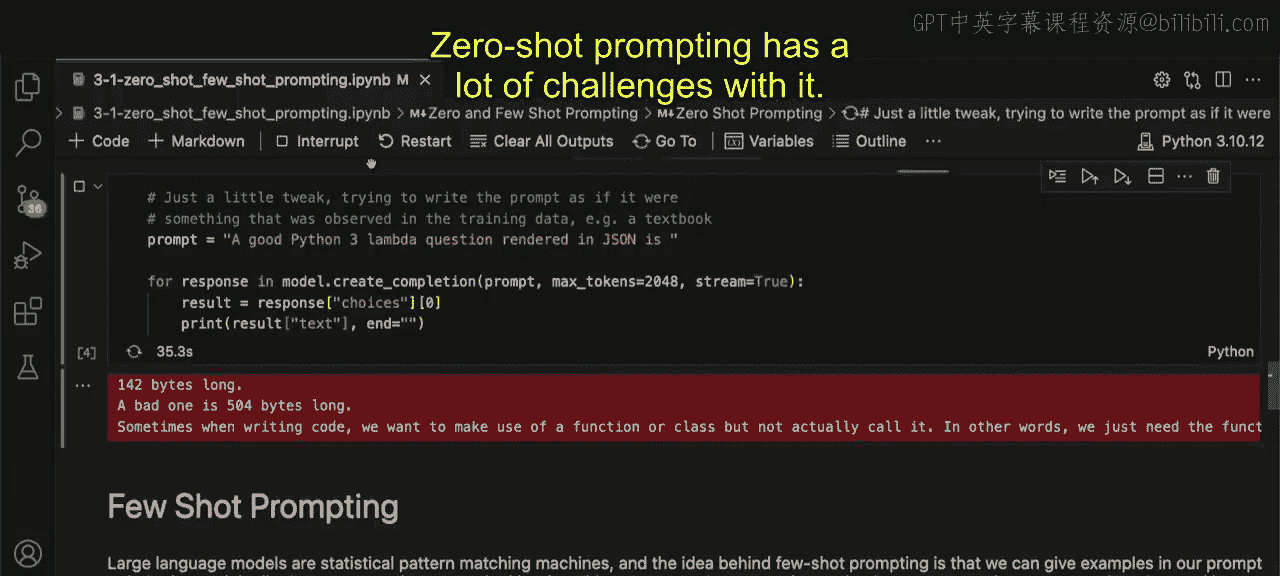 GPT中英字幕课程资源@bilibili.com
Zero-shot prompting has a
lot of challenges with it.
3-1-zero_shot_few_shot_prompting.ipynb M
3-1-zero_shot_few_shot_prompting.ipynb > M↓Zero and Few Shot Prompting > M↓Zero Shot Prompting > # Just a little tweak, trying to write the prompt as if it were
+ Code + Markdown Interrupt Restart Clear All Outputs Go To Variables Outline ... Python 3.10.12
# Just a little tweak, trying to write the prompt as if it were
# something that was observed in the training data, e.g. a textbook
prompt = "A good Python 3 lambda question rendered in JSON is "
for response in model.create_completion(prompt, max_tokens=2048, stream=True):
result = response["choices"][0]
print(result["text"], end="")
[4] 35.3s Python
142 bytes long.
A bad one is 504 bytes long.
Sometimes when writing code, we want to make use of a function or class but not actually call it. In other words, we just need the funct
36
Few Shot Prompting
Large language models are statistical pattern matching machines, and the idea behind few-shot prompting is that we can give examples in our prompt